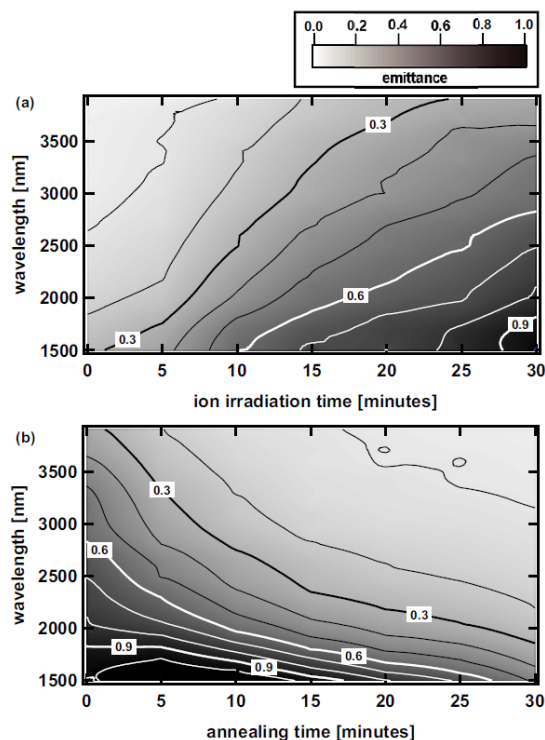 0.0 0.2 0.4 0.6 0.8 1.0
emittance
(a)
wavelength [nm]
3500
3000
2500
2000
1500
0.3
0.6
0.9
0.3
0 5 10 15 20 25 30
ion irradiation time [minutes]
(b)
wavelength [nm]
3500
3000
2500
2000
1500
0.3
0.6
0.3
0.9
0.6
0.9
0 5 10 15 20 25 30
annealing time [minutes]